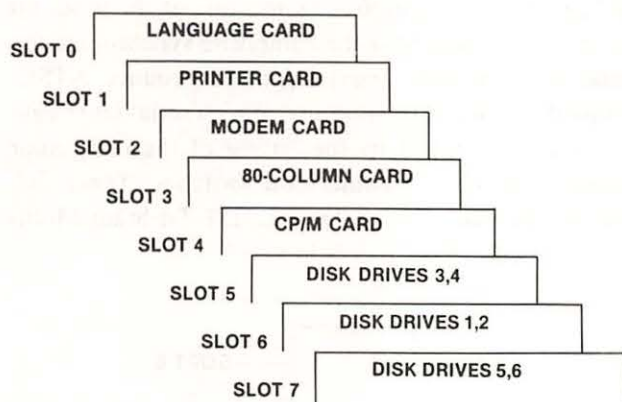 LANGUAGE CARD
SLOT 0
PRINTER CARD
SLOT 1
MODEM CARD
SLOT 2
80-COLUMN CARD
SLOT 3
CP/M CARD
SLOT 4
DISK DRIVES 3,4
SLOT 5
DISK DRIVES 1,2
SLOT 6
DISK DRIVES 5,6
SLOT 7